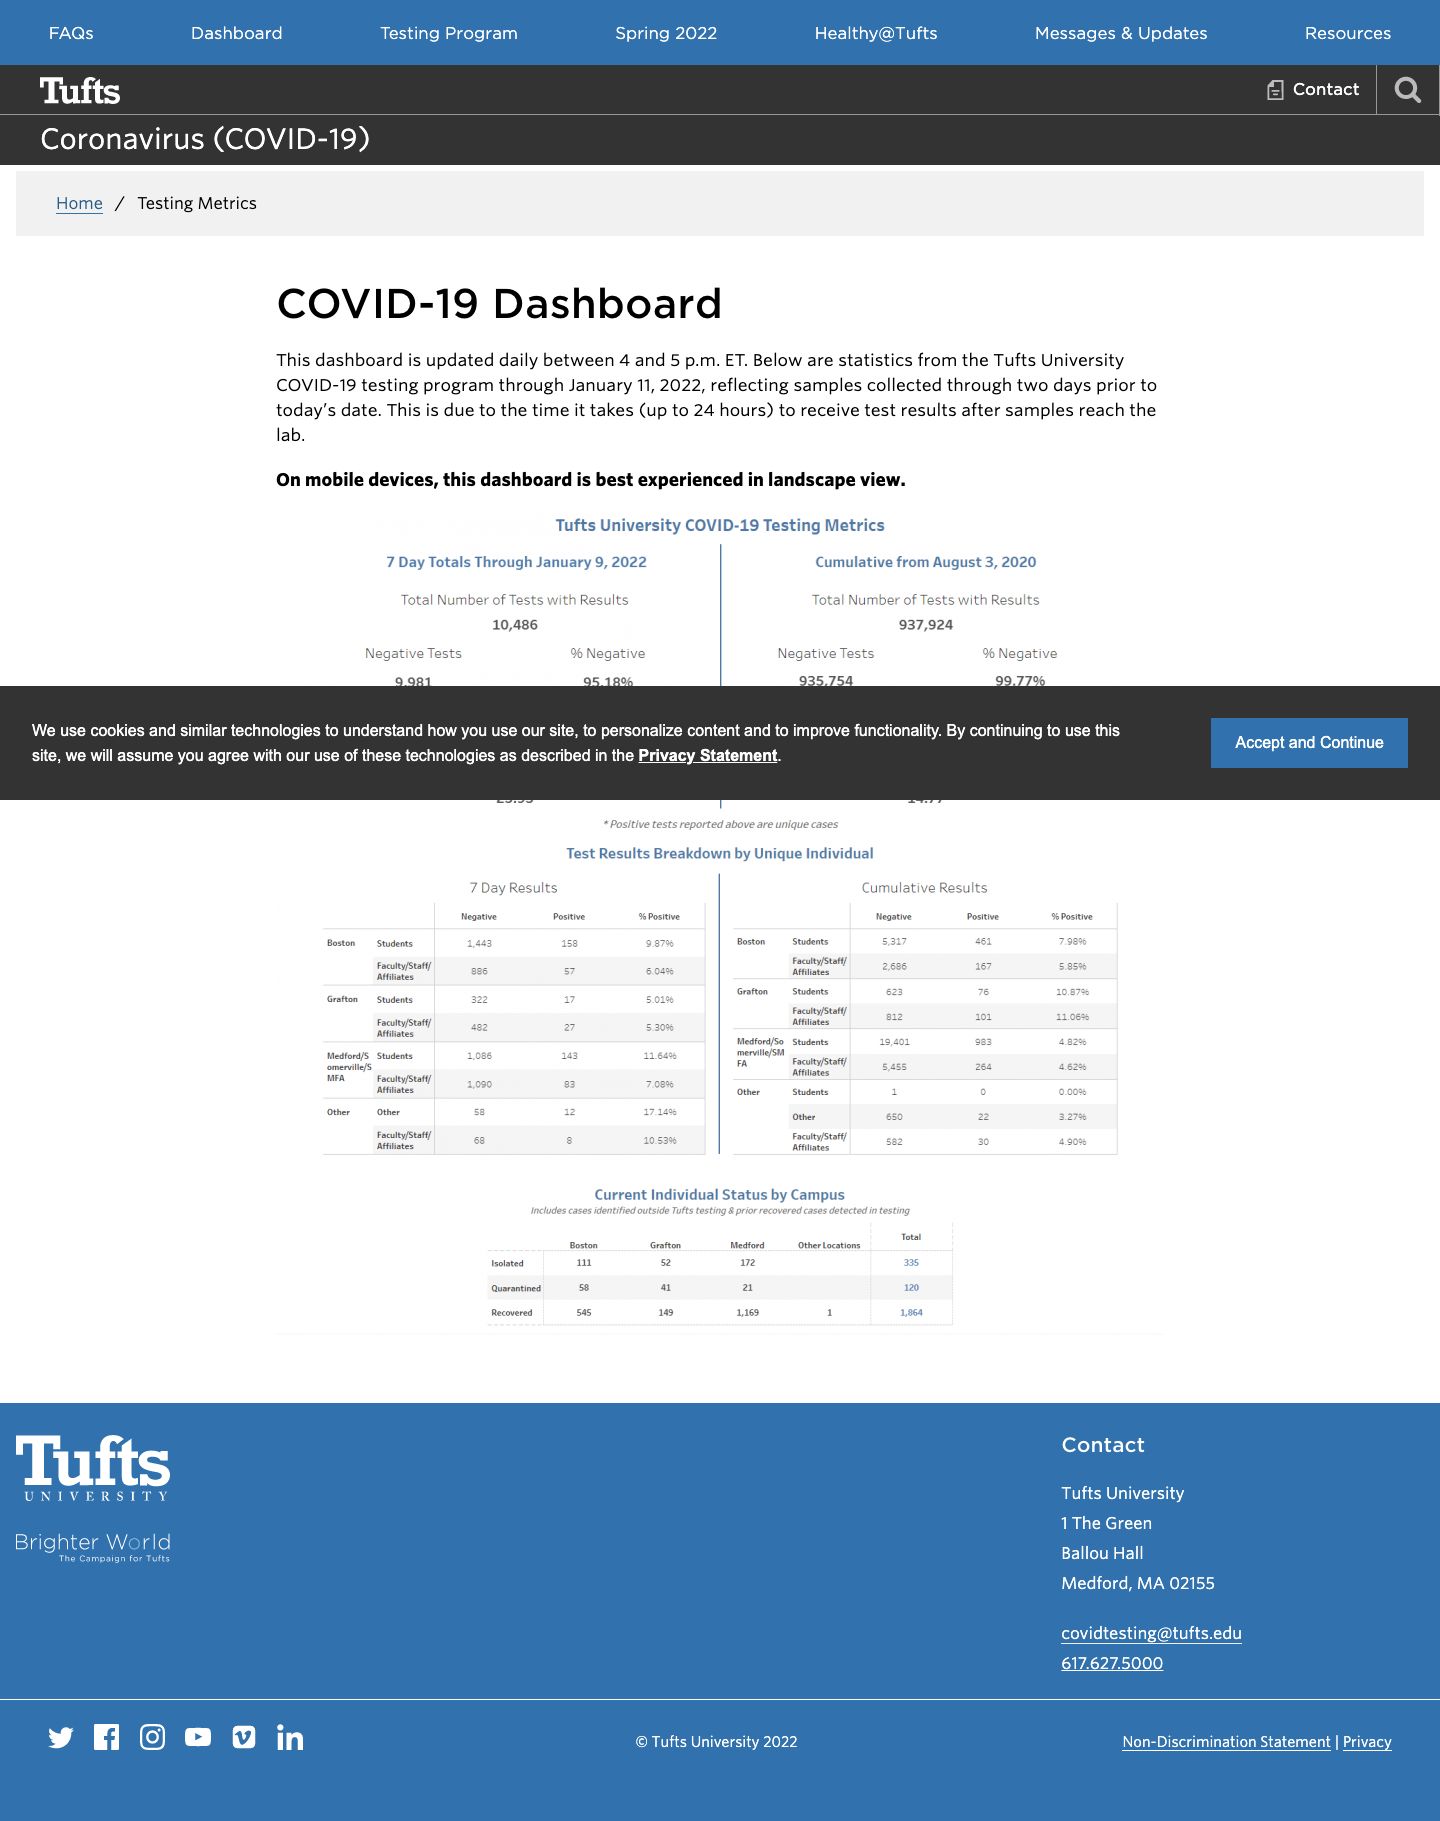 FAQs Dashboard Testing Program Spring 2022 Healthy@Tufts Messages & Updates Resources
Tufts Contact
Coronavirus (COVID-19)
Home / Testing Metrics
COVID-19 Dashboard
This dashboard is updated daily between 4 and 5 p.m. ET. Below are statistics from the Tufts University
COVID-19 testing program through January 11, 2022, reflecting samples collected through two days prior to
today's date. This is due to the time it takes (up to 24 hours) to receive test results after samples reach the
lab.
On mobile devices, this dashboard is best experienced in landscape view.
Tufts University COVID-19 Testing Metrics
7 Day Totals Through January 9, 2022 Cumulative from August 3, 2020
Total Number of Tests with Results Total Number of Tests with Results
10,486 937,924
Negative Tests % Negative Negative Tests % Negative
9,981 95.18% 935,754 99.77%
We use cookies and similar technologies to understand how you use our site, to personalize content and to improve functionality. By continuing to use this
site, we will assume you agree with our use of these technologies as described in the Privacy Statement.
Accept and Continue
* Positive tests reported above are unique cases
Test Results Breakdown by Unique Individual
7 Day Results
Negative Positive % Positive
Boston Students 1,443 158 9.87%
Faculty/Staff/
Affiliates 886 57 6.04%
Grafton Students 322 17 5.01%
Faculty/Staff/
Affiliates 482 27 5.30%
Medford/S
omerville/S
MFA Students 1,086 143 11.64%
Faculty/Staff/
Affiliates 1,090 83 7.08%
Other Other 58 12 17.14%
Faculty/Staff/
Affiliates 68 8 10.53%
Cumulative Results
Negative Positive % Positive
Boston Students 5,317 461 7.98%
Faculty/Staff/
Affiliates 2,686 167 5.85%
Grafton Students 623 76 10.87%
Faculty/Staff/
Affiliates 812 101 11.06%
Medford/So
merville/SM
FA Students 19,401 983 4.82%
Faculty/Staff/
Affiliates 5,455 264 4.62%
Other Students 1 0 0.00%
Other 650 22 3.27%
Faculty/Staff/
Affiliates 582 30 4.90%
Current Individual Status by Campus
Includes cases identified outside Tufts testing & prior recovered cases detected in testing
Boston Grafton Medford Other Locations Total
Isolated 111 52 172 335
Quarantined 58 41 21 120
Recovered 545 149 1,169 1 1,864
Tufts
UNIVERSITY
Brighter World
The Campaign for Tufts
Contact
Tufts University
1 The Green
Ballou Hall
Medford, MA 02155
covidtesting@tufts.edu
617.627.5000
© Tufts University 2022
Non-Discrimination Statement | Privacy